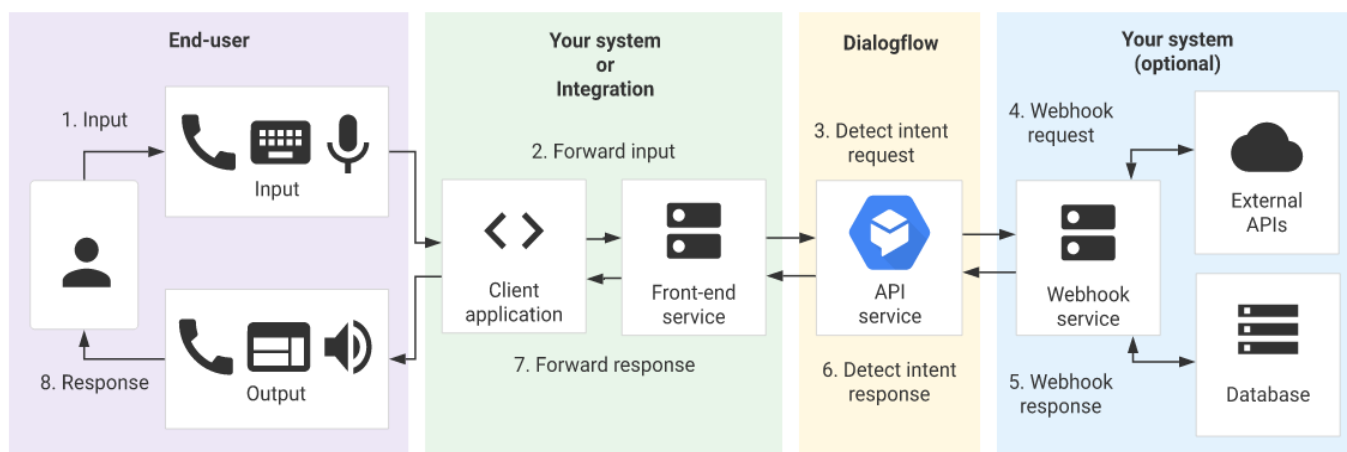 End-user
1. Input
Input
Output
8. Response
Your system
or
Integration
2. Forward input
Client
application
Front-end
service
7. Forward response
Dialogflow
3. Detect intent
request
API
service
6. Detect intent
response
Your system
(optional)
4. Webhook
request
External
APIs
Webhook
service
5. Webhook
response
Database